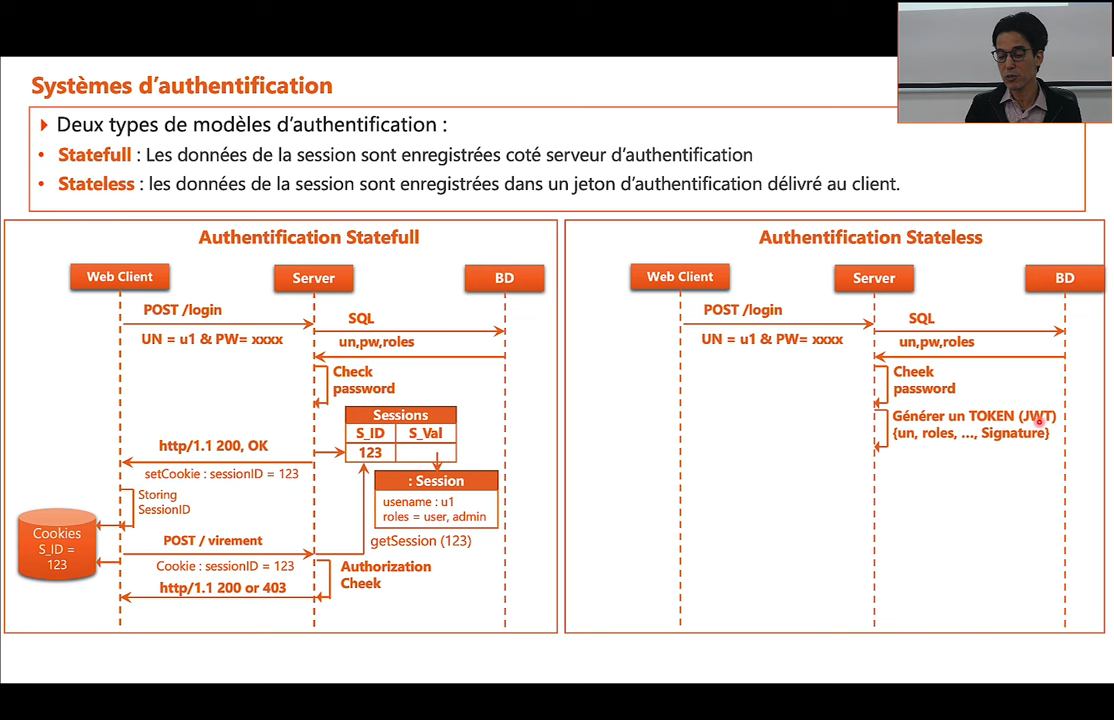 Systèmes d'authentification
Deux types de modèles d'authentification :
• Statefull : Les données de la session sont enregistrées coté serveur d'authentification
• Stateless : les données de la session sont enregistrées dans un jeton d'authentification délivré au client.
Authentification Statefull
Web Client
Server
BD
POST /login
UN = u1 & PW= xxxx
SQL
un,pw,roles
Check
password
Sessions
S_ID
S_Val
123
http/1.1 200, OK
setCookie : sessionID = 123
: Session
usename : u1
roles = user, admin
Storing
SessionID
Cookies
S_ID =
123
POST / virement
Cookie : sessionID = 123
getSession (123)
Authorization
Cheek
http/1.1 200 or 403
Authentification Stateless
Web Client
Server
BD
POST /login
UN = u1 & PW= xxxx
SQL
un,pw,roles
Cheek
password
Générer un TOKEN (JWT)
{un, roles, ..., Signature}